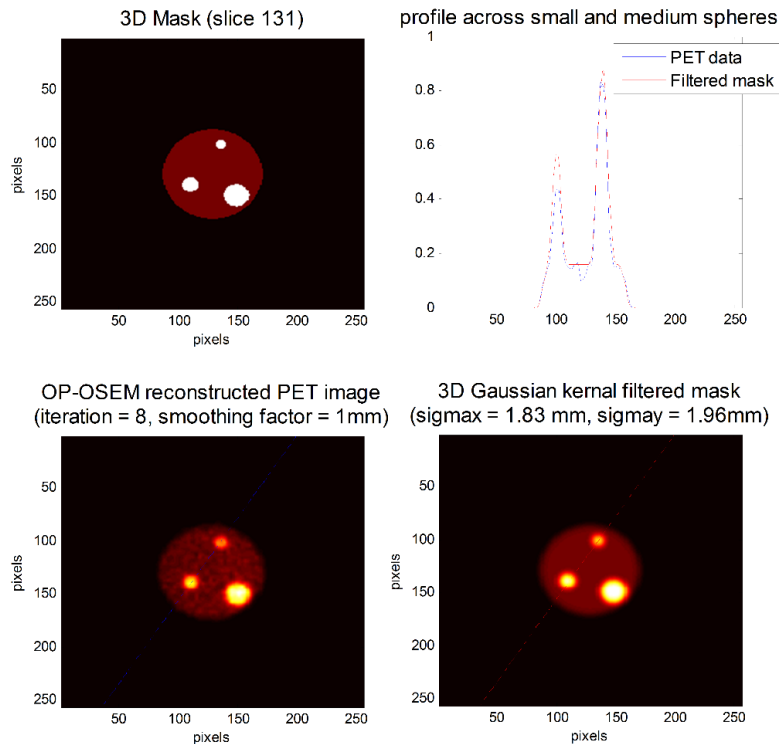 3D Mask (slice 131)
50
100
150
200
250
pixels
50 100 150 200 250
pixels
profile across small and medium spheres
1
0.8
0.6
0.4
0.2
0
50 100 150 200 250
PET data
Filtered mask
OP-OSEM reconstructed PET image
(iteration = 8, smoothing factor = 1mm)
50
100
150
200
250
pixels
50 100 150 200 250
pixels
3D Gaussian kernal filtered mask
(sigmax = 1.83 mm, sigmay = 1.96mm)
50
100
150
200
250
pixels
50 100 150 200 250
pixels